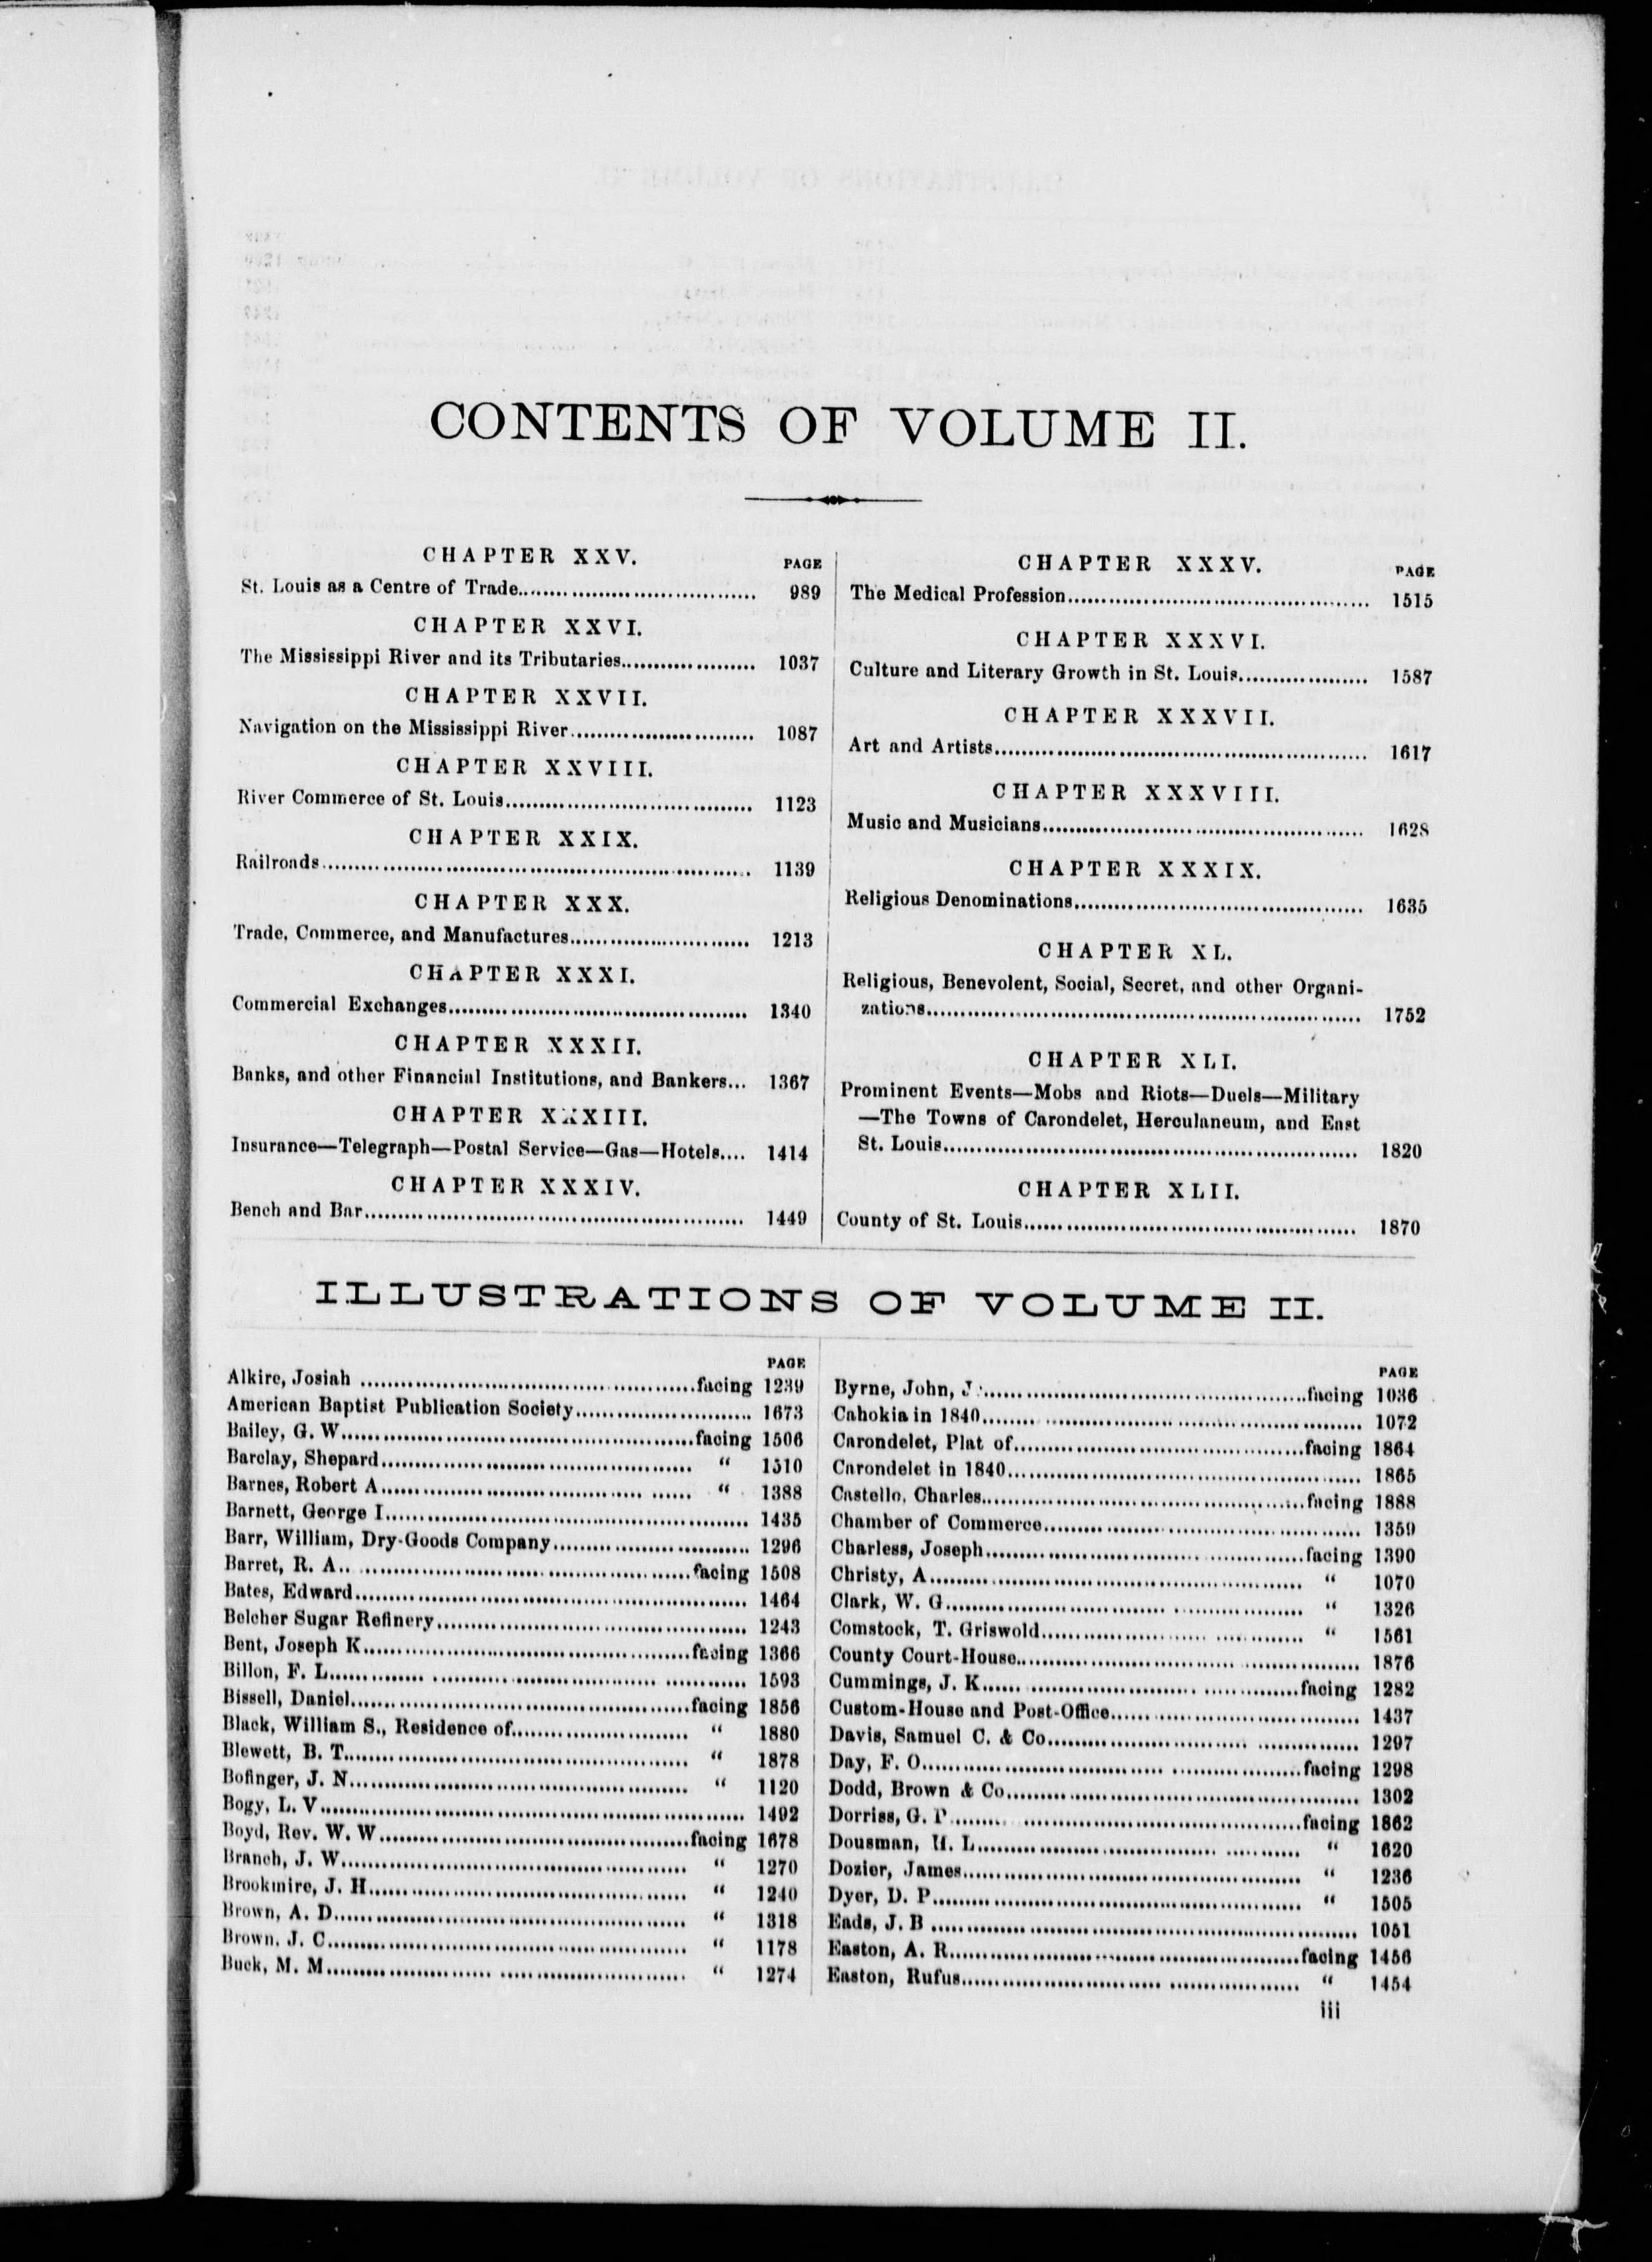 CONTENTS OF VOLUME II.
CHAPTER XXV.
PAGE
St. Louis as a Centre of Trade 989
CHAPTER XXVI.
The Mississippi River and its Tributaries 1037
CHAPTER XXVII.
Navigation on the Mississippi River 1087
CHAPTER XXVIII.
River Commerce of St. Louis 1123
CHAPTER XXIX.
Railroads 1139
CHAPTER XXX.
Trade, Commerce, and Manufactures 1213
CHAPTER XXXI.
Commercial Exchanges 1340
CHAPTER XXXII.
Banks, and other Financial Institutions, and Bankers... 1367
CHAPTER XXXIII.
Insurance—Telegraph—Postal Service—Gas—Hotels.... 1414
CHAPTER XXXIV.
Bench and Bar 1449
CHAPTER XXXV.
PAGE
The Medical Profession 1515
CHAPTER XXXVI.
Culture and Literary Growth in St. Louis 1587
CHAPTER XXXVII.
Art and Artists 1617
CHAPTER XXXVIII.
Music and Musicians 1628
CHAPTER XXXIX.
Religious Denominations 1635
CHAPTER XL.
Religious, Benevolent, Social, Secret, and other Organi-
zations 1752
CHAPTER XLI.
Prominent Events—Mobs and Riots—Duels—Military
—The Towns of Carondelet, Herculaneum, and East
St. Louis 1820
CHAPTER XLII.
County of St. Louis 1870
ILLUSTRATIONS OF VOLUME II.
PAGE
Alkire, Josiah facing 1239
American Baptist Publication Society 1673
Bailey, G. W. facing 1506
Barclay, Shepard " 1510
Barnes, Robert A. " 1388
Barnett, George I. 1435
Barr, William, Dry-Goods Company 1296
Barret, R. A. facing 1508
Bates, Edward 1464
Belcher Sugar Refinery 1243
Bent, Joseph K. facing 1366
Billon, F. L. 1593
Bissell, Daniel facing 1856
Black, William S., Residence of " 1880
Blewett, B. T. " 1878
Bofinger, J. N. " 1120
Bogy, L. V. 1492
Boyd, Rev. W. W. facing 1678
Branch, J. W. " 1270
Brookmire, J. H. " 1240
Brown, A. D. " 1318
Brown, J. C. " 1178
Buck, M. M. " 1274
PAGE
Byrne, John, J facing 1036
Cahokia in 1840 1072
Carondelet, Plat of facing 1864
Carondelet in 1840 1865
Castello, Charles facing 1888
Chamber of Commerce 1359
Charless, Joseph facing 1390
Christy, A. " 1070
Clark, W. G. " 1326
Comstock, T. Griswold " 1561
County Court-House 1876
Cummings, J. K. facing 1282
Custom-House and Post-Office 1437
Davis, Samuel C. & Co. 1297
Day, F. O. facing 1298
Dodd, Brown & Co. 1302
Dorriss, G. P. facing 1862
Dousman, H. L. " 1620
Dozier, James " 1236
Dyer, D. P. " 1505
Eads, J. B 1051
Easton, A. R. facing 1456
Easton, Rufus " 1454
iii